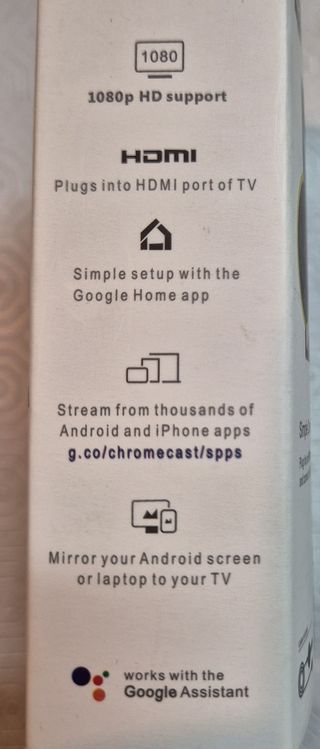 1080
1080p HD support
HDMI
Plugs into HDMI port of TV
Simple setup with the
Google Home app
Stream from thousands of
Android and iPhone apps
g.co/chromecast/spps
Mirror your Android screen
or laptop to your TV
works with the
Google Assistant